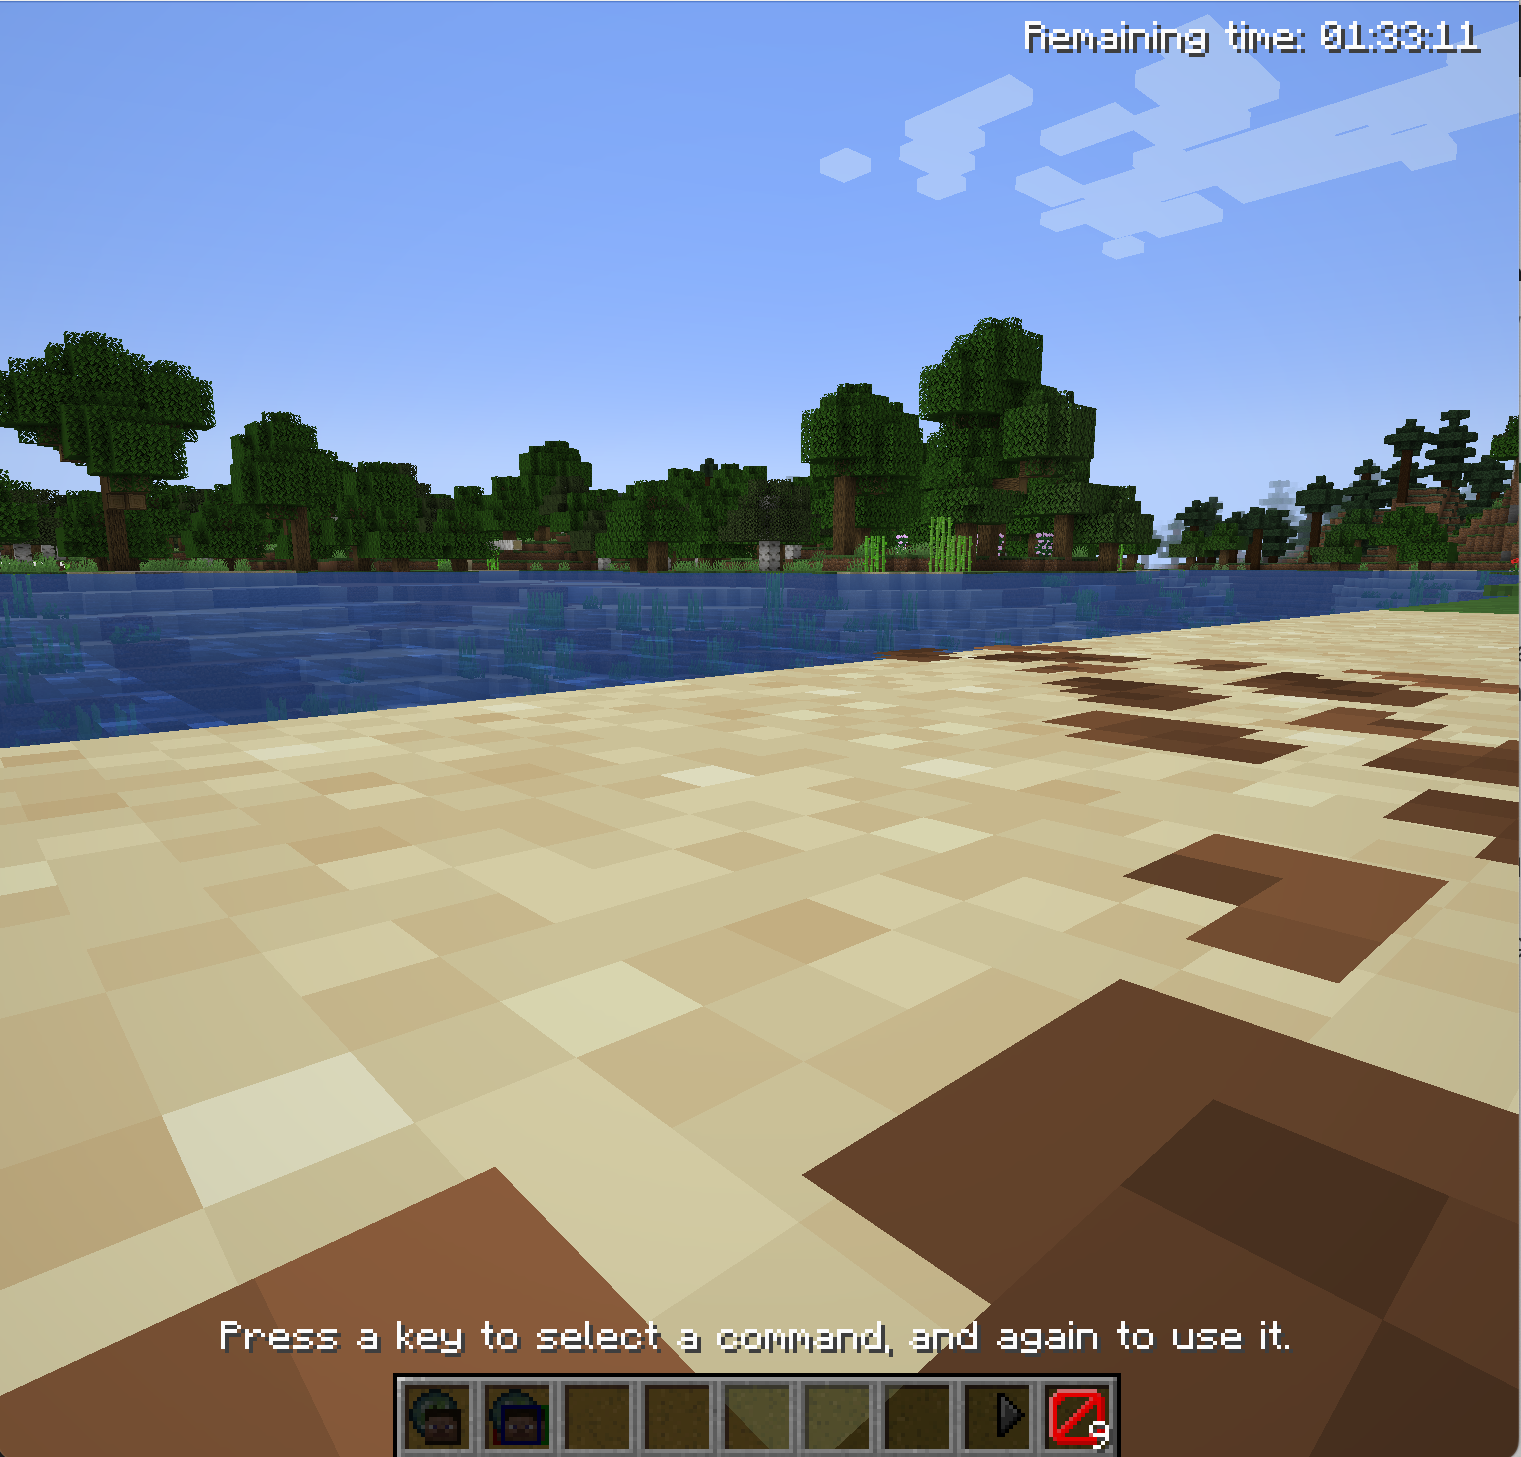 Remaining time: 01:33:11
Press a key to select a command, and again to use it.
9